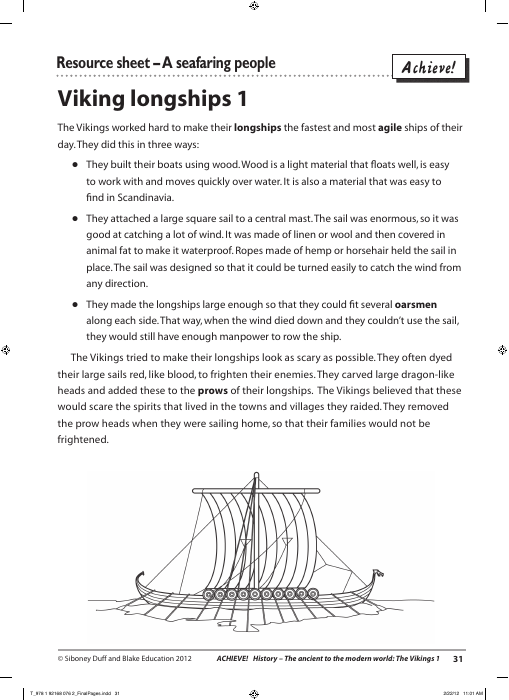 Resource sheet – A seafaring people
Achieve!
Viking longships 1
The Vikings worked hard to make their longships the fastest and most agile ships of their
day. They did this in three ways:
● They built their boats using wood. Wood is a light material that floats well, is easy
to work with and moves quickly over water. It is also a material that was easy to
find in Scandinavia.
● They attached a large square sail to a central mast. The sail was enormous, so it was
good at catching a lot of wind. It was made of linen or wool and then covered in
animal fat to make it waterproof. Ropes made of hemp or horsehair held the sail in
place. The sail was designed so that it could be turned easily to catch the wind from
any direction.
● They made the longships large enough so that they could fit several oarsmen
along each side. That way, when the wind died down and they couldn’t use the sail,
they would still have enough manpower to row the ship.
The Vikings tried to make their longships look as scary as possible. They often dyed
their large sails red, like blood, to frighten their enemies. They carved large dragon-like
heads and added these to the prows of their longships. The Vikings believed that these
would scare the spirits that lived in the towns and villages they raided. They removed
the prow heads when they were sailing home, so that their families would not be
frightened.
© Siboney Duff and Blake Education 2012 ACHIEVE! History – The ancient to the modern world: The Vikings 1 31
T_978 1 92168 076 2_FinalPages.indd 31 2/22/12 11:31 AM